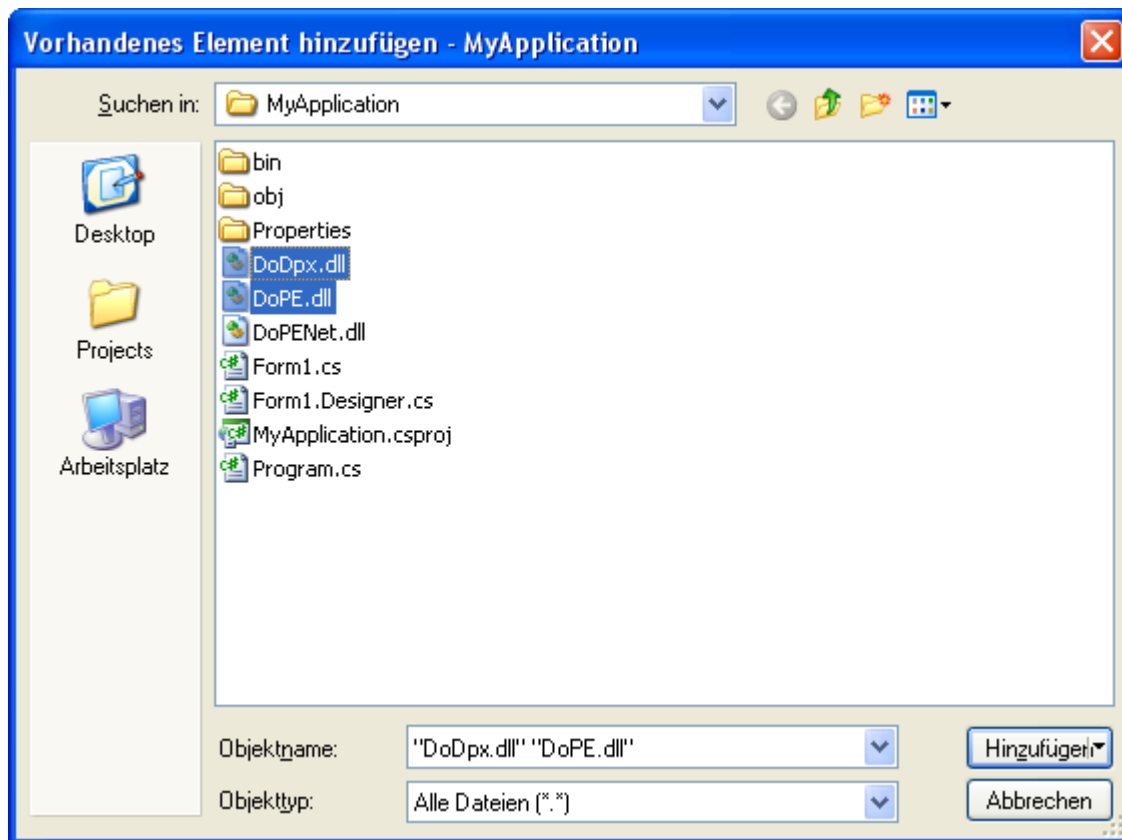 Vorhandenes Element hinzufügen - MyApplication
Suchen in: MyApplication
Desktop
Projects
Arbeitsplatz
bin
obj
Properties
DoDpx.dll
DoPE.dll
DoPENet.dll
Form1.cs
Form1.Designer.cs
MyApplication.csproj
Program.cs
Objektname: "DoDpx.dll" "DoPE.dll" Hinzufügen
Objekttyp: Alle Dateien (*.*) Abbrechen